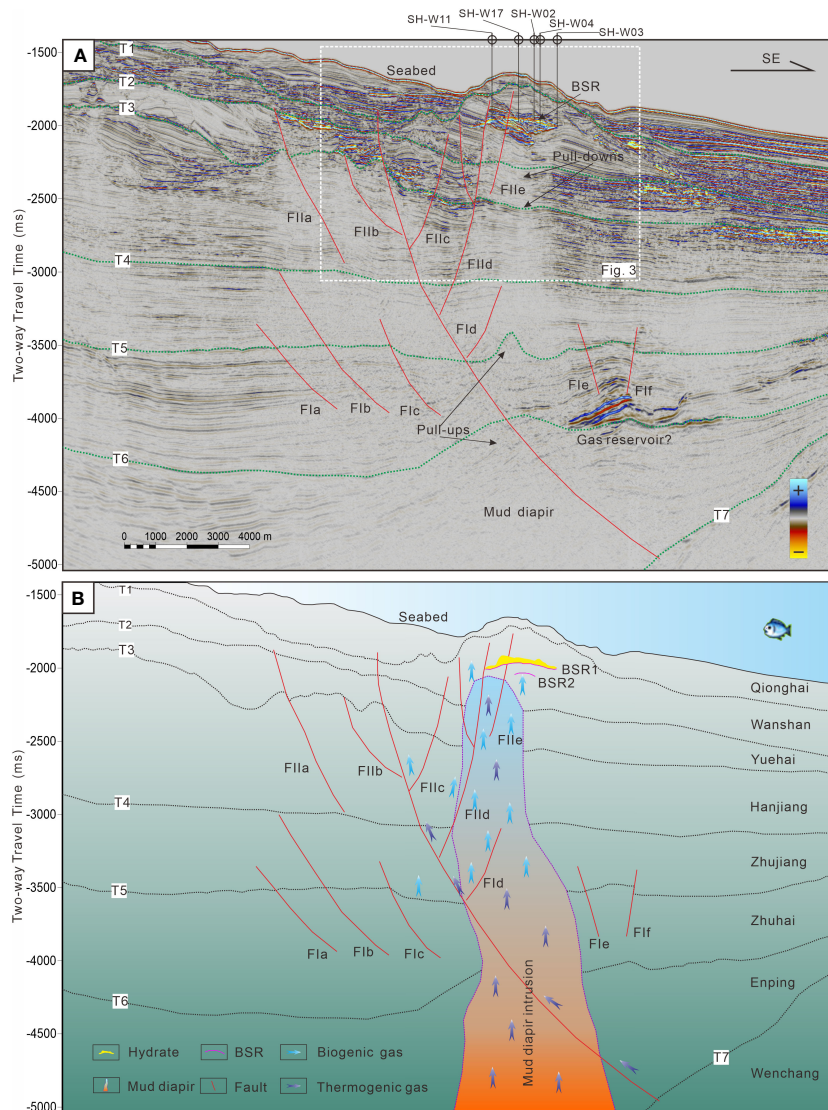 SH-W17
SH-W02
SH-W11
SH-W04
SH-W03
-1500
T1
A
SE
Seabed
T2
BSR
T3
-2000
Pull-downs
FIIe
-2500
FIIa
FIIb
FIIc
T4
FIId
-3000
Fig. 3
FId
T5
-3500
FIe
FIf
FIa
FIb
FIc
-4000
Pull-ups
Gas reservoir?
T6
-4500
Mud diapir
T7
+
−
0 1000 2000 3000 4000 m
-5000
Two-way Travel Time (ms)
B
-1500
T1
Seabed
T2
T3
-2000
BSR1
BSR2
Qionghai
Wanshan
-2500
FIIe
Yuehai
FIIa
FIIb
FIIc
T4
Hanjiang
-3000
FIId
Zhujiang
T5
-3500
FId
Zhuhai
FIe
FIf
FIa
FIb
FIc
-4000
Enping
T6
Mud diapir intrusion
-4500
T7
Hydrate
BSR
Biogenic gas
Wenchang
Mud diapir
Fault
Thermogenic gas
-5000
Two-way Travel Time (ms)